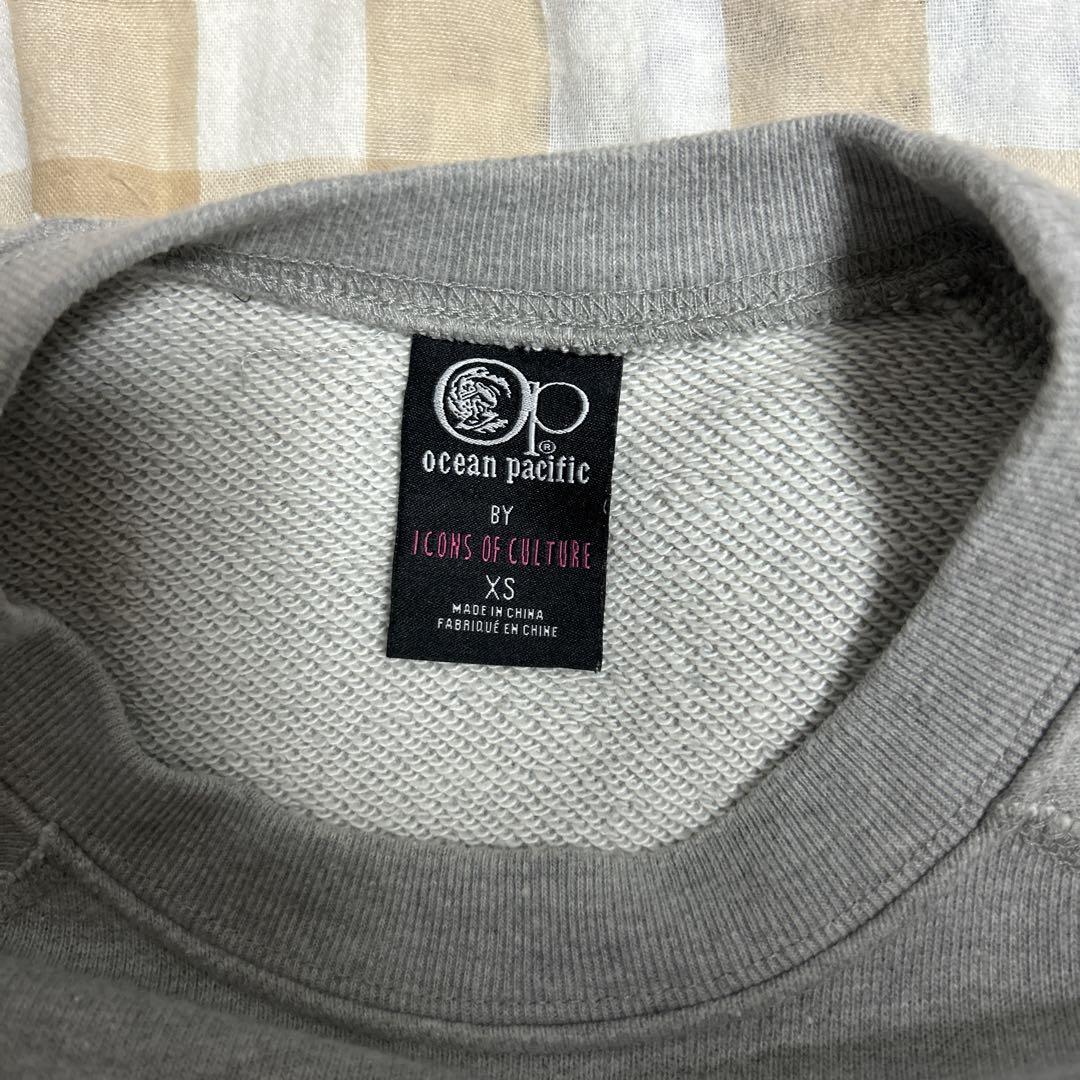 Op®
ocean pacific
BY
ICONS OF CULTURE
XS
MADE IN CHINA
FABRIQUÉ EN CHINE